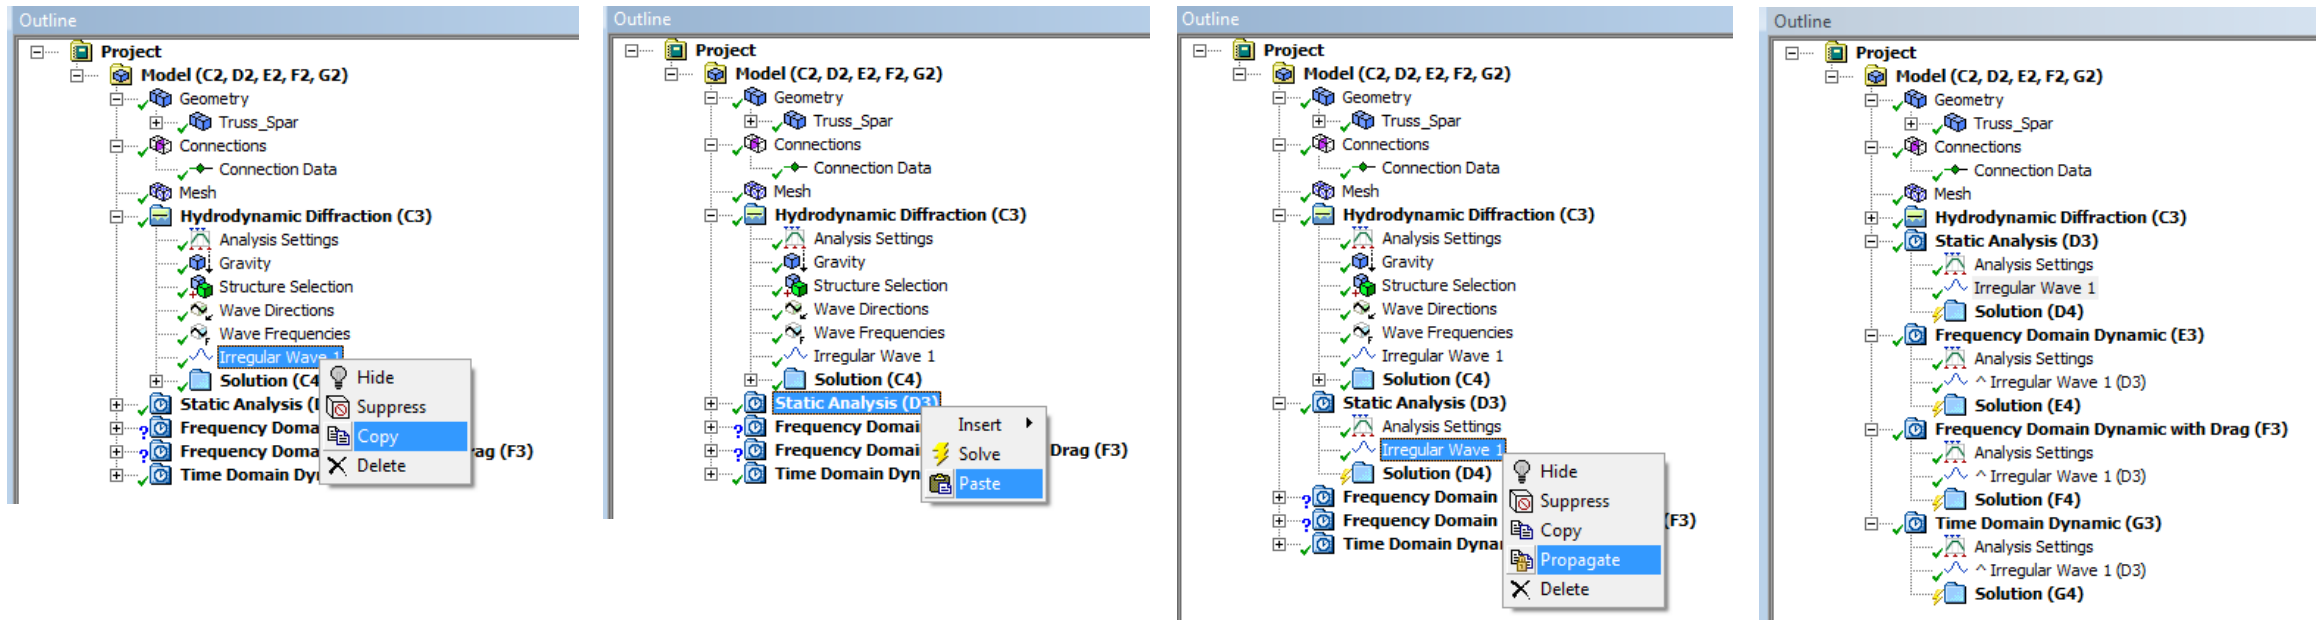 Outline
Project
Model (C2, D2, E2, F2, G2)
Geometry
Truss_Spar
Connections
Connection Data
Mesh
Hydrodynamic Diffraction (C3)
Analysis Settings
Gravity
Structure Selection
Wave Directions
Wave Frequencies
Irregular Wave 1
Solution (C4
Static Analysis (
Frequency Doma
Frequency Doma rag (F3)
Time Domain Dy
Hide
Suppress
Copy
Delete
Outline
Project
Model (C2, D2, E2, F2, G2)
Geometry
Truss_Spar
Connections
Connection Data
Mesh
Hydrodynamic Diffraction (C3)
Analysis Settings
Gravity
Structure Selection
Wave Directions
Wave Frequencies
Irregular Wave 1
Solution (C4)
Static Analysis (D3)
Frequency Domai
Frequency Domai Drag (F3)
Time Domain Dyn
Insert
Solve
Paste
Outline
Project
Model (C2, D2, E2, F2, G2)
Geometry
Truss_Spar
Connections
Connection Data
Mesh
Hydrodynamic Diffraction (C3)
Analysis Settings
Gravity
Structure Selection
Wave Directions
Wave Frequencies
Irregular Wave 1
Solution (C4)
Static Analysis (D3)
Analysis Settings
Irregular Wave 1
Solution (D4)
Frequency Domain
Frequency Domain (F3)
Time Domain Dyna
Hide
Suppress
Copy
Propagate
Delete
Outline
Project
Model (C2, D2, E2, F2, G2)
Geometry
Truss_Spar
Connections
Connection Data
Mesh
Hydrodynamic Diffraction (C3)
Static Analysis (D3)
Analysis Settings
Irregular Wave 1
Solution (D4)
Frequency Domain Dynamic (E3)
Analysis Settings
^ Irregular Wave 1 (D3)
Solution (E4)
Frequency Domain Dynamic with Drag (F3)
Analysis Settings
^ Irregular Wave 1 (D3)
Solution (F4)
Time Domain Dynamic (G3)
Analysis Settings
^ Irregular Wave 1 (D3)
Solution (G4)